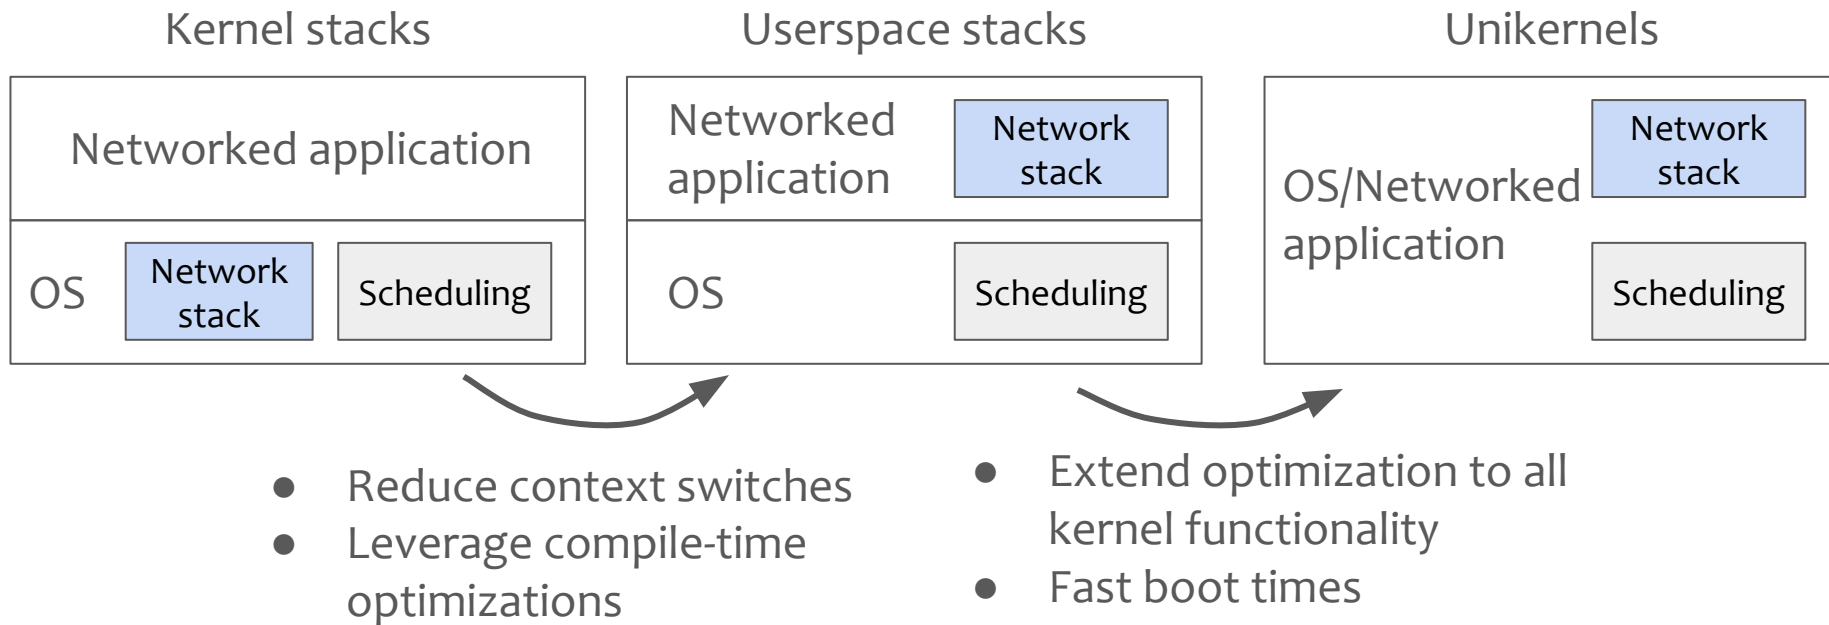 Kernel stacks
Networked application
OS
Network
stack
Scheduling
Userspace stacks
Networked
application
Network
stack
OS
Scheduling
Unikernels
OS/Networked
application
Network
stack
Scheduling
● Reduce context switches
● Leverage compile-time
optimizations
● Extend optimization to all
kernel functionality
● Fast boot times